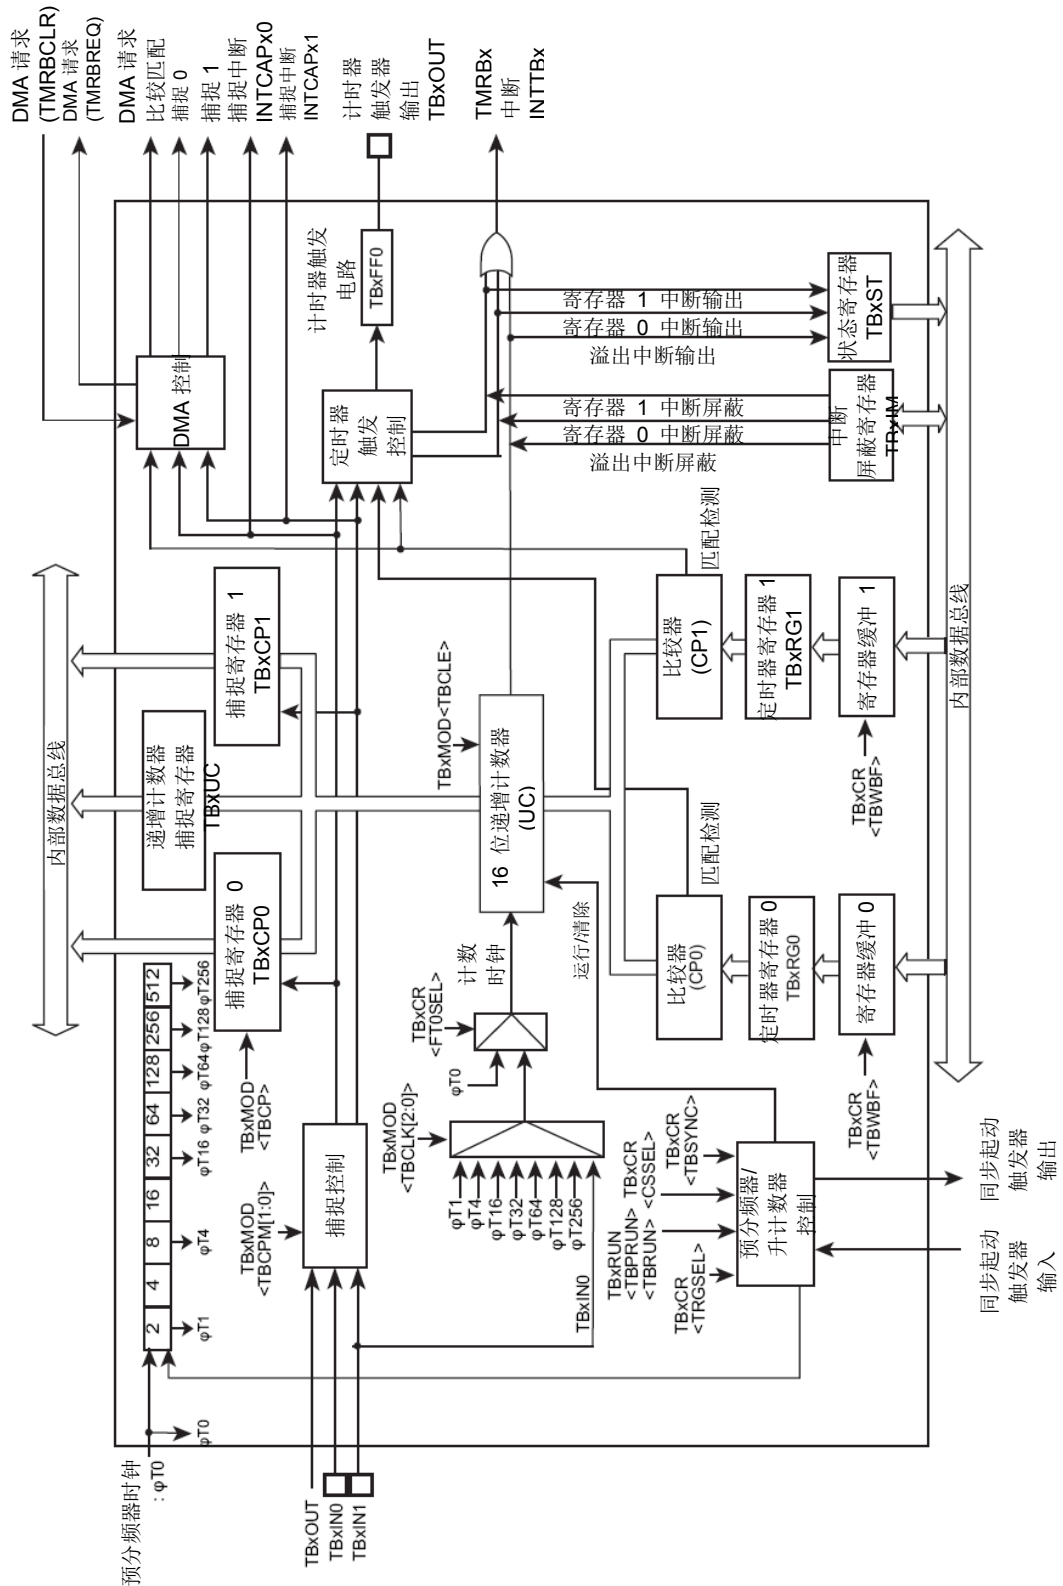 DMA 请求
(TMRBCLR)
DMA 请求
(TMRBREQ)
DMA 请求
比较匹配
捕捉 0
捕捉 1
捕捉中断
INTCAPx0
捕捉中断
INTCAPx1
计时器
触发器
输出
TBxOUT
TMRBx
中断
INTTBx
DMA 控制
计时器触发
电路
TBxFF0
定时器
触发
控制
寄存器 1 中断输出
寄存器 0 中断输出
溢出中断输出
状态寄存器
TBxST
寄存器 1 中断屏蔽
寄存器 0 中断屏蔽
溢出中断屏蔽
中断
屏蔽寄存器
TBxIM
内部数据总线
捕捉寄存器 1
TBxCP1
递增计数器
捕捉寄存器
TBxUC
捕捉寄存器 0
TBxCP0
TBxMOD<TBCLE>
16 位递增计数器
(UC)
匹配检测
比较器
(CP1)
定时器寄存器 1
TBxRG1
寄存器缓冲 1
内部数据总线
TBxCR
<TBWBF>
匹配检测
比较器
(CP0)
定时器寄存器 0
TBxRG0
寄存器缓冲 0
TBxCR
<TBWBF>
计数
时钟
运行/清除
TBxCR
<FT0SEL>
φT0
TBxMOD
<TBCLK[2:0]>
φT1
φT4
φT16
φT32
φT64
φT128
φT256
TBxIN0
2 4 8 16 32 64 128 256 512
φT1 φT4 φT16 φT32 φT64 φT128 φT256
TBxMOD
<TBCP>
TBxMOD
<TBCPM[1:0]>
捕捉控制
TBxRUN
<TBPRUN>
<TBRUN>
TBxCR
<CSSEL>
TBxCR
<TBSYNC>
TBxCR
<TRGSEL>
预分频器/
升计数器
控制
同步起动
触发器
输出
同步起动
触发器
输入
预分频器时钟
: φT0
φT0
TBxOUT
TBxIN0
TBxIN1